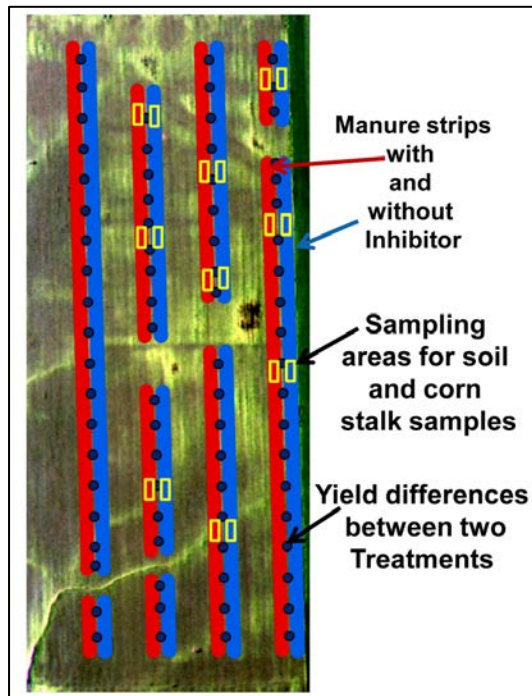 Manure strips
with
and
without
Inhibitor
Sampling
areas for soil
and corn
stalk samples
Yield differences
between two
Treatments